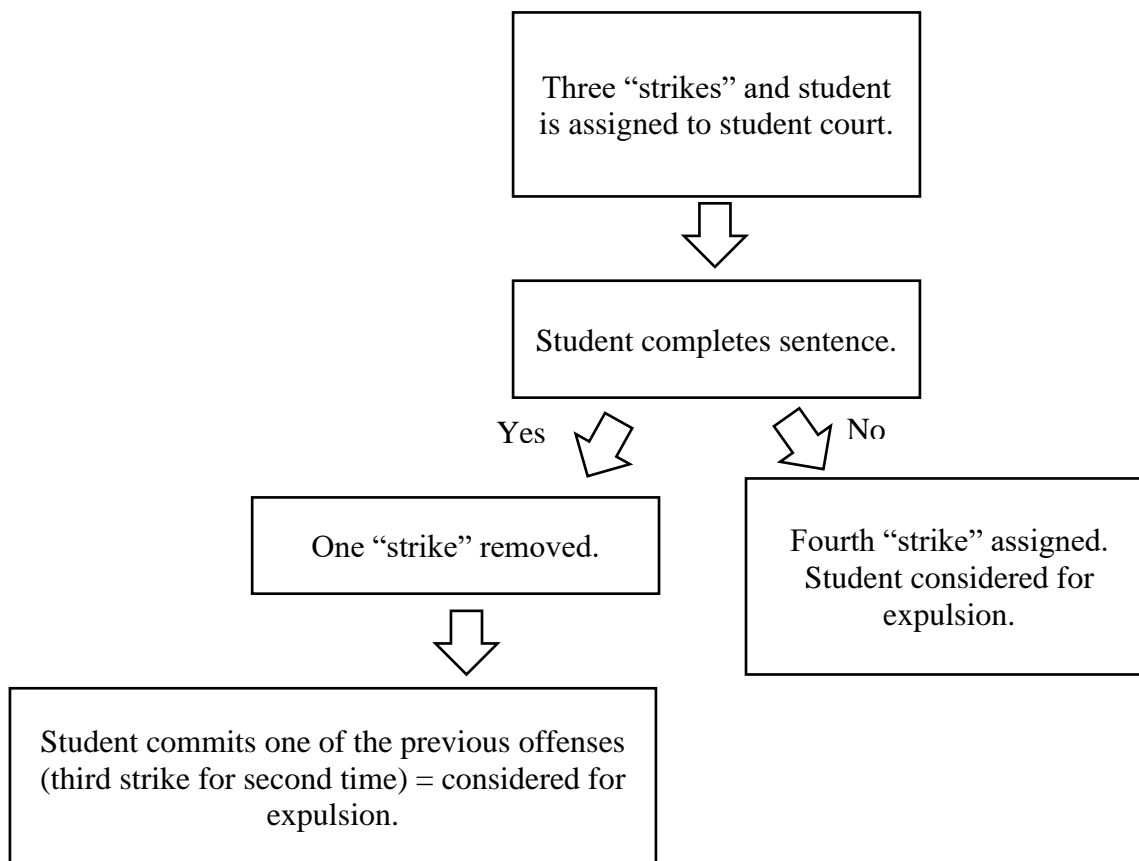 Three “strikes” and student
is assigned to student court.
Student completes sentence.
Yes
No
One “strike” removed.
Fourth “strike” assigned.
Student considered for
expulsion.
Student commits one of the previous offenses
(third strike for second time) = considered for
expulsion.